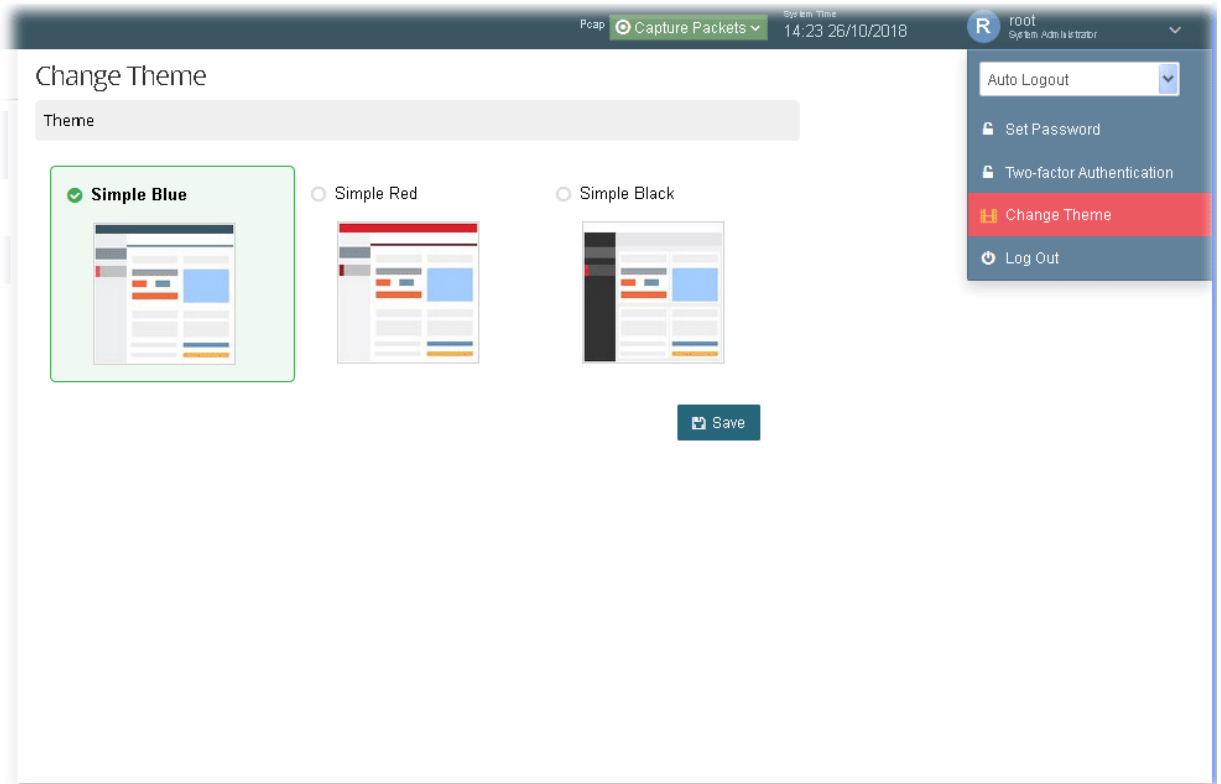 Pcap Capture Packets
System Time
14:23 26/10/2018
R root
System Administrator
Auto Logout
Set Password
Two-factor Authentication
Change Theme
Log Out
Change Theme
Theme
Simple Blue
Simple Red
Simple Black
Save